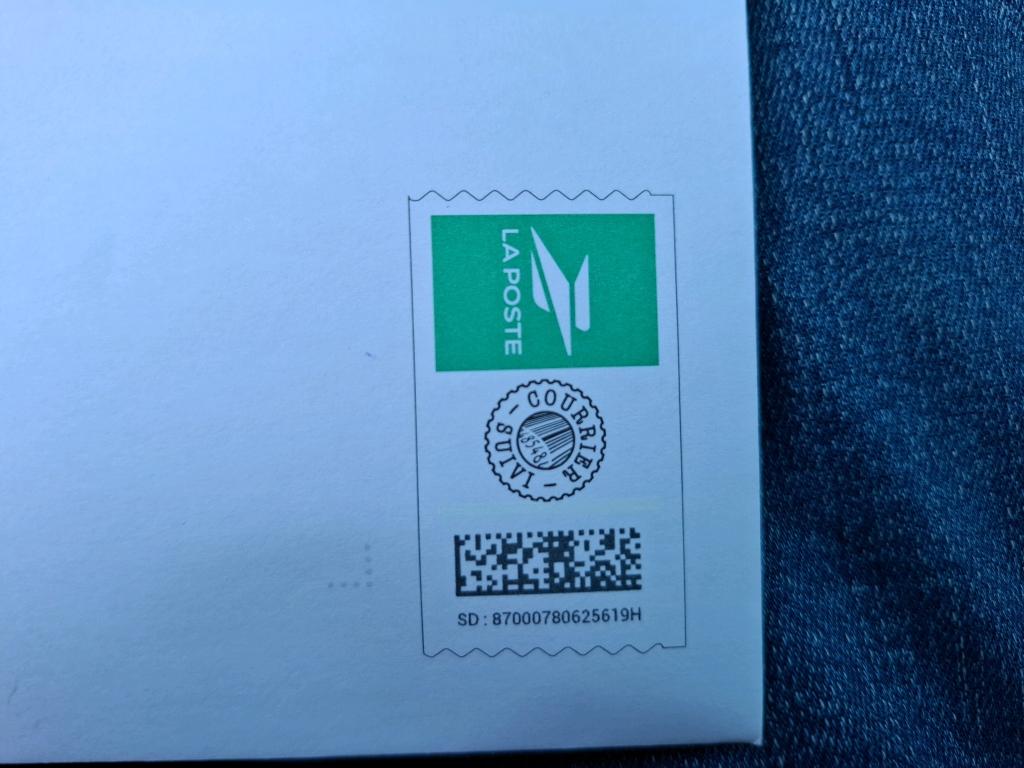 LA POSTE
COURRIER - SUIVI -
SD : 87000780625619H